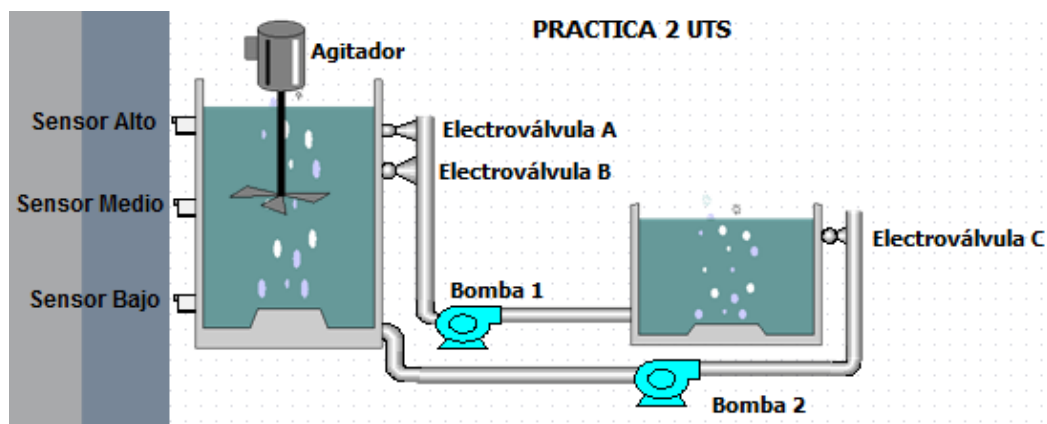 PRACTICA 2 UTS
Agitador
Sensor Alto
Electroválvula A
Electroválvula B
Sensor Medio
Electroválvula C
Sensor Bajo
Bomba 1
Bomba 2